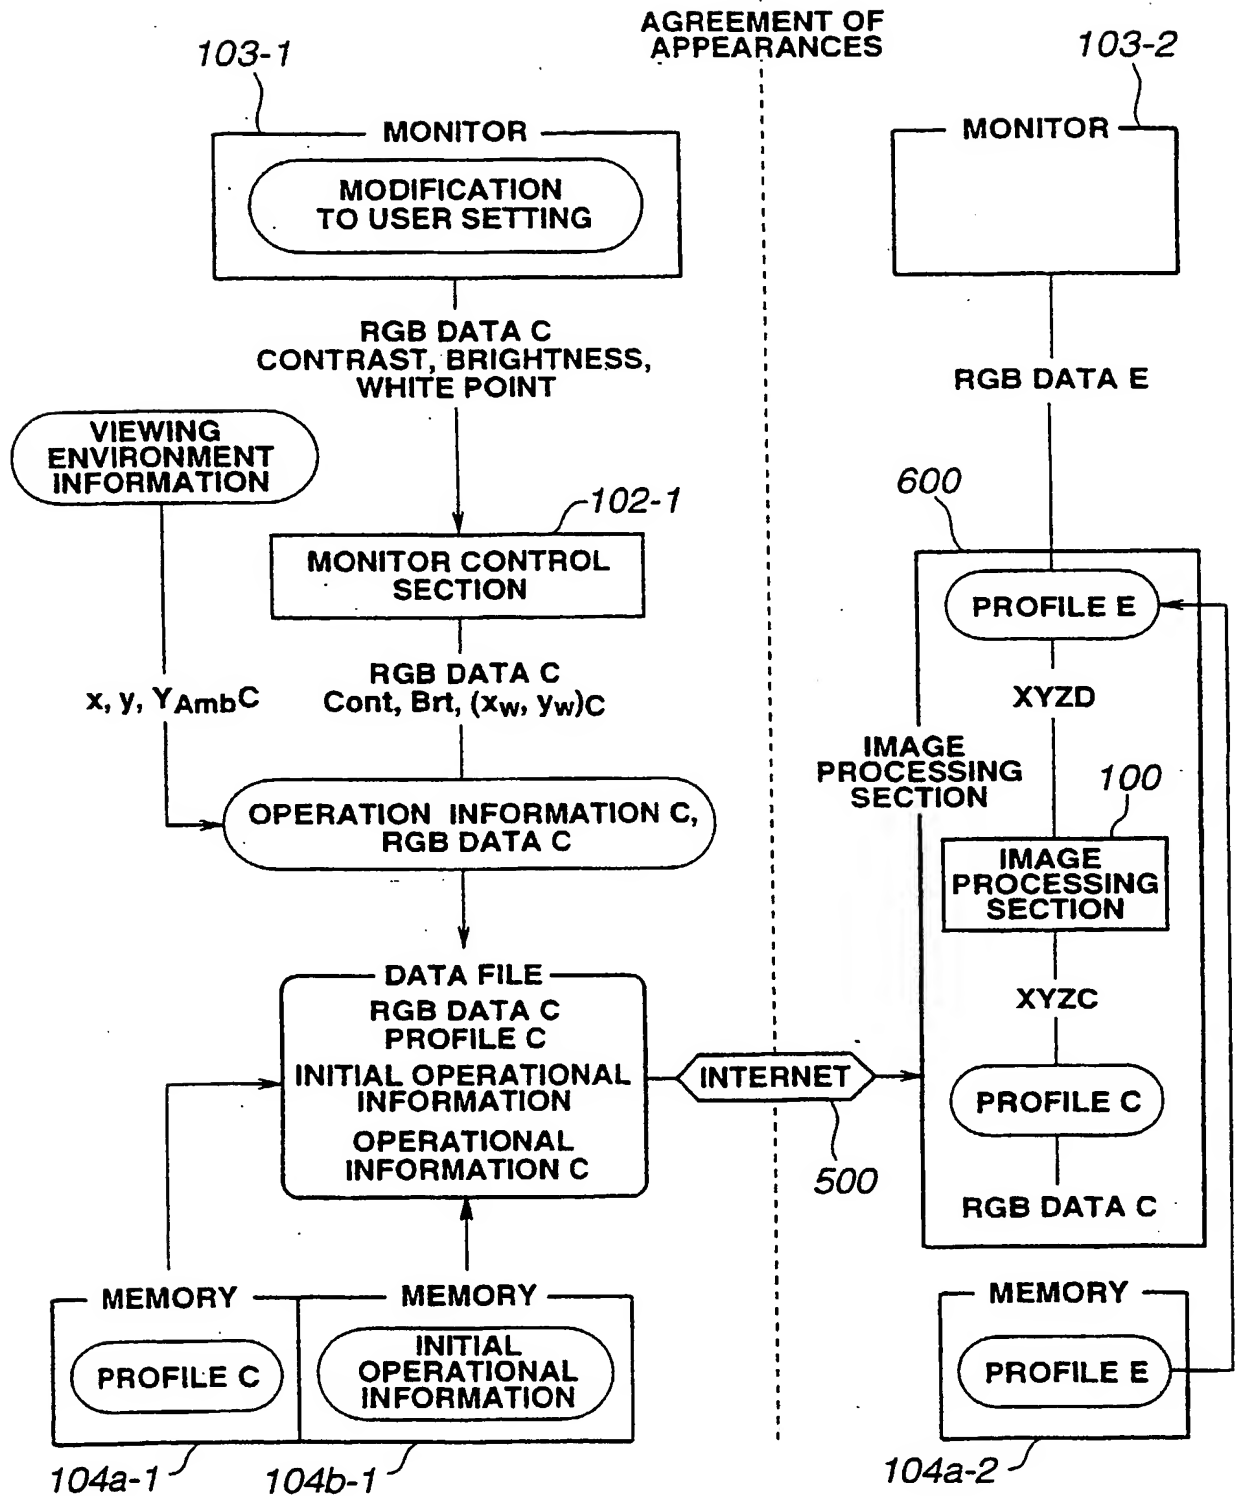 AGREEMENT OF
APPEARANCES
103-1
103-2
MONITOR
MODIFICATION
TO USER SETTING
RGB DATA C
CONTRAST, BRIGHTNESS,
WHITE POINT
VIEWING
ENVIRONMENT
INFORMATION
102-1
MONITOR CONTROL
SECTION
RGB DATA C
Cont, Brt, (xw, yw)C
x, y, YAmbC
OPERATION INFORMATION C,
RGB DATA C
DATA FILE
RGB DATA C
PROFILE C
INITIAL OPERATIONAL
INFORMATION
OPERATIONAL
INFORMATION C
INTERNET
500
MEMORY
PROFILE C
104a-1
MEMORY
INITIAL
OPERATIONAL
INFORMATION
104b-1
MONITOR
RGB DATA E
600
PROFILE E
XYZD
IMAGE
PROCESSING
SECTION
100
IMAGE
PROCESSING
SECTION
XYZC
PROFILE C
RGB DATA C
MEMORY
PROFILE E
104a-2